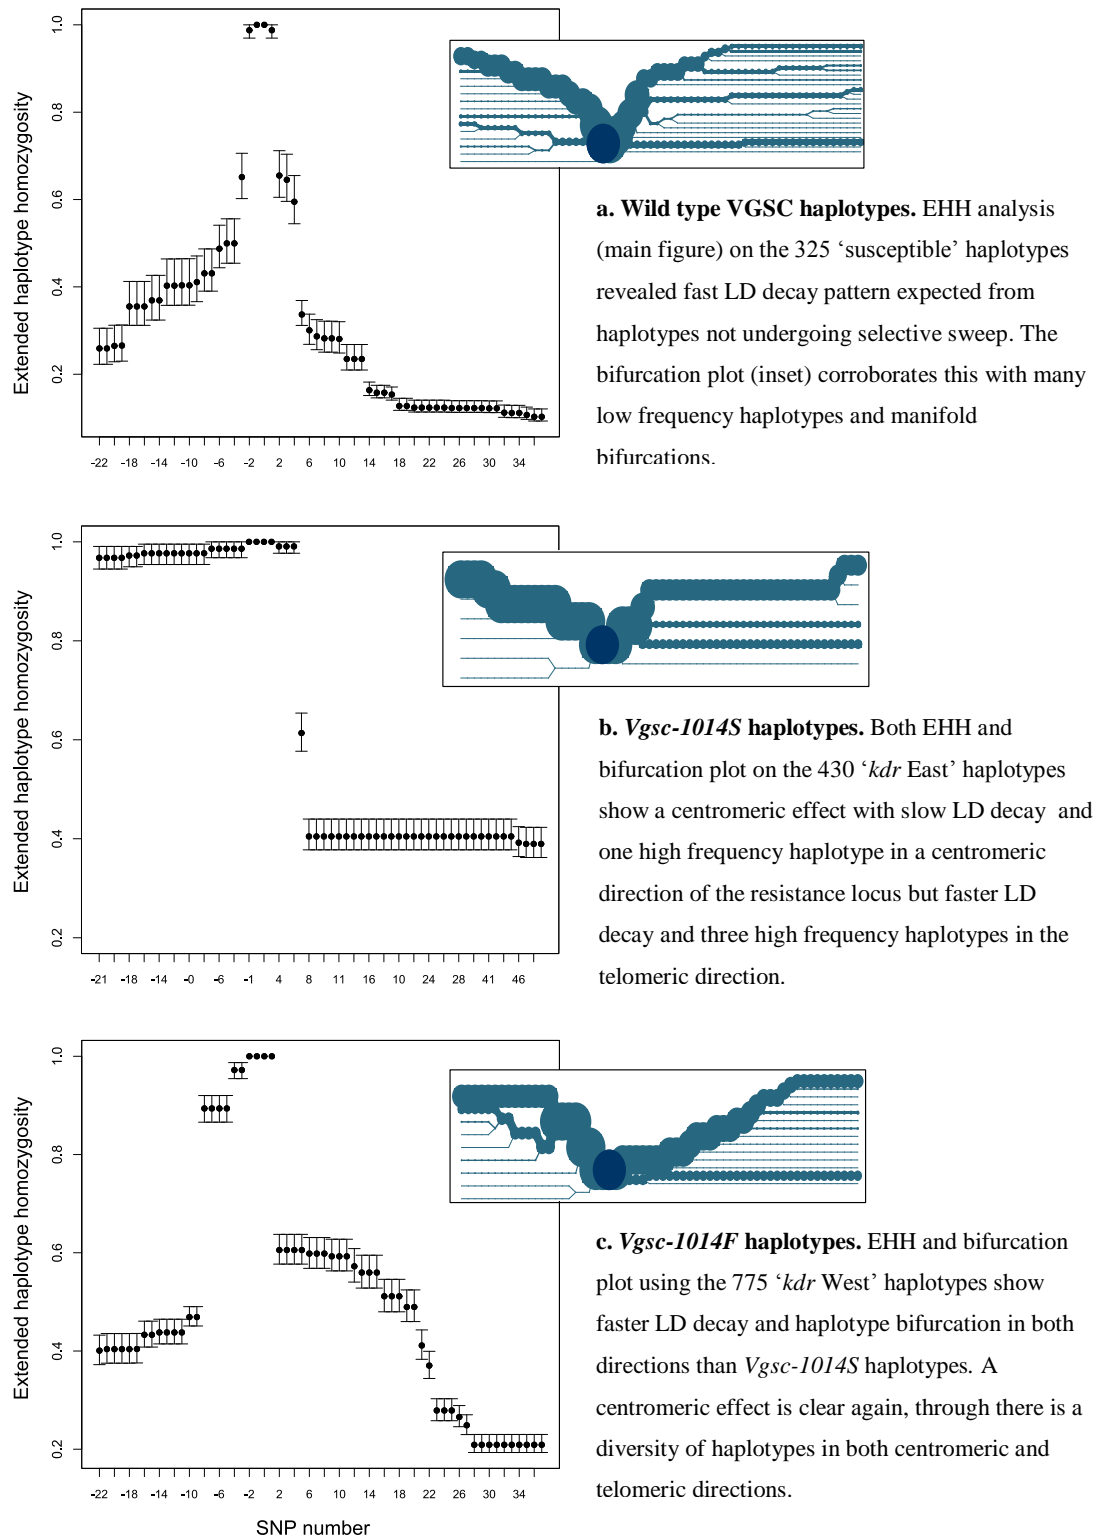 Extended haplotype homozygosity
1.0
0.8
0.6
0.4
0.2
-22 -18 -14 -10 -6 -2 2 6 10 14 18 22 26 30 34
a. Wild type VGSC haplotypes. EHH analysis
(main figure) on the 325 ‘susceptible’ haplotypes
revealed fast LD decay pattern expected from
haplotypes not undergoing selective sweep. The
bifurcation plot (inset) corroborates this with many
low frequency haplotypes and manifold
bifurcations.
Extended haplotype homozygosity
1.0
0.8
0.6
0.4
0.2
-21 -18 -14 -0 -6 -1 4 8 11 18 10 24 28 41 46
b. Vgsc-1014S haplotypes. Both EHH and
bifurcation plot on the 430 ‘kdr East’ haplotypes
show a centromeric effect with slow LD decay and
one high frequency haplotype in a centromeric
direction of the resistance locus but faster LD
decay and three high frequency haplotypes in the
telomeric direction.
Extended haplotype homozygosity
1.0
0.8
0.6
0.4
0.2
-22 -18 -14 -10 -6 -2 2 6 10 14 18 22 26 30 34
SNP number
c. Vgsc-1014F haplotypes. EHH and bifurcation
plot using the 775 ‘kdr West’ haplotypes show
faster LD decay and haplotype bifurcation in both
directions than Vgsc-1014S haplotypes. A
centromeric effect is clear again, through there is a
diversity of haplotypes in both centromeric and
telomeric directions.